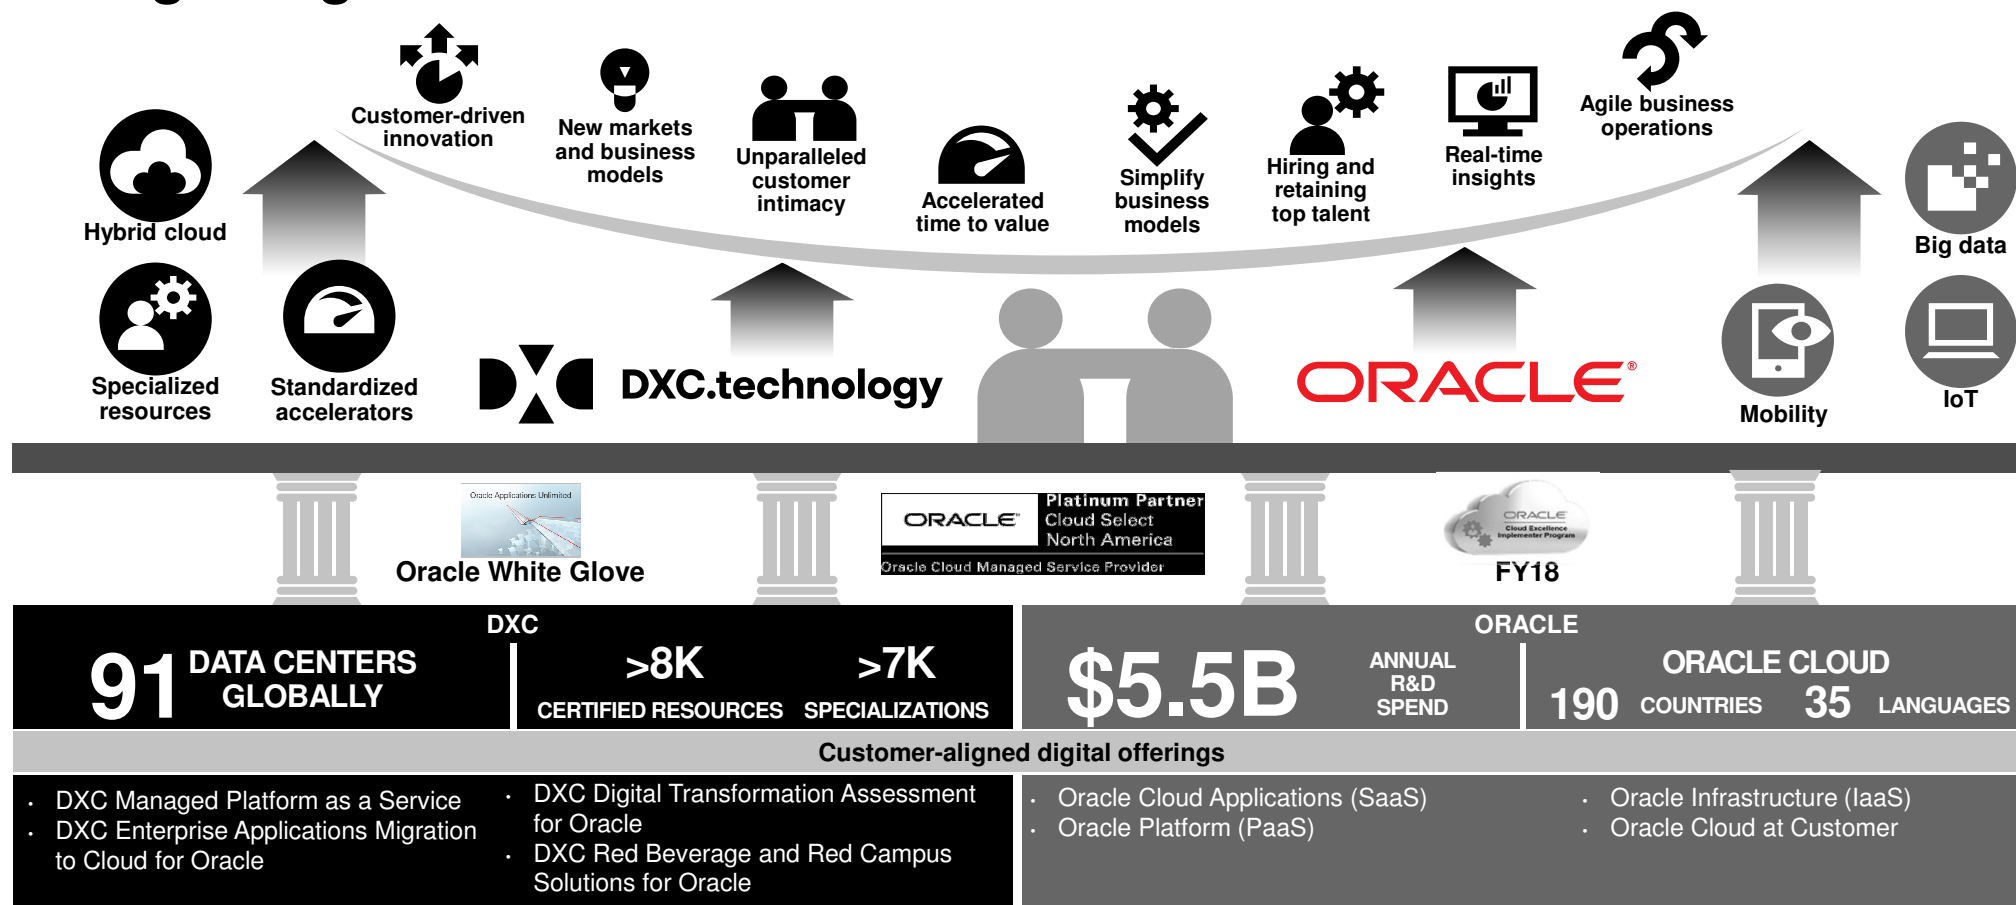 Customer-driven
innovation
New markets
and business
models
Unparalleled
customer
intimacy
Accelerated
time to value
Simplify
business
models
Hiring and
retaining
top talent
Real-time
insights
Agile business
operations
Hybrid cloud
Specialized
resources
Standardized
accelerators
DXC.technology
ORACLE®
Big data
Mobility
IoT
Oracle Applications Unlimited
Oracle White Glove
ORACLE
Platinum Partner
Cloud Select
North America
Oracle Cloud Managed Service Provider
ORACLE
Cloud Excellence
Implementer Program
FY18
DXC
91 DATA CENTERS
GLOBALLY
>8K
CERTIFIED RESOURCES
>7K
SPECIALIZATIONS
ORACLE
$5.5B
ANNUAL
R&D
SPEND
ORACLE CLOUD
190 COUNTRIES 35 LANGUAGES
Customer-aligned digital offerings
• DXC Managed Platform as a Service
• DXC Enterprise Applications Migration
to Cloud for Oracle
• DXC Digital Transformation Assessment
for Oracle
• DXC Red Beverage and Red Campus
Solutions for Oracle
• Oracle Cloud Applications (SaaS)
• Oracle Platform (PaaS)
• Oracle Infrastructure (IaaS)
• Oracle Cloud at Customer